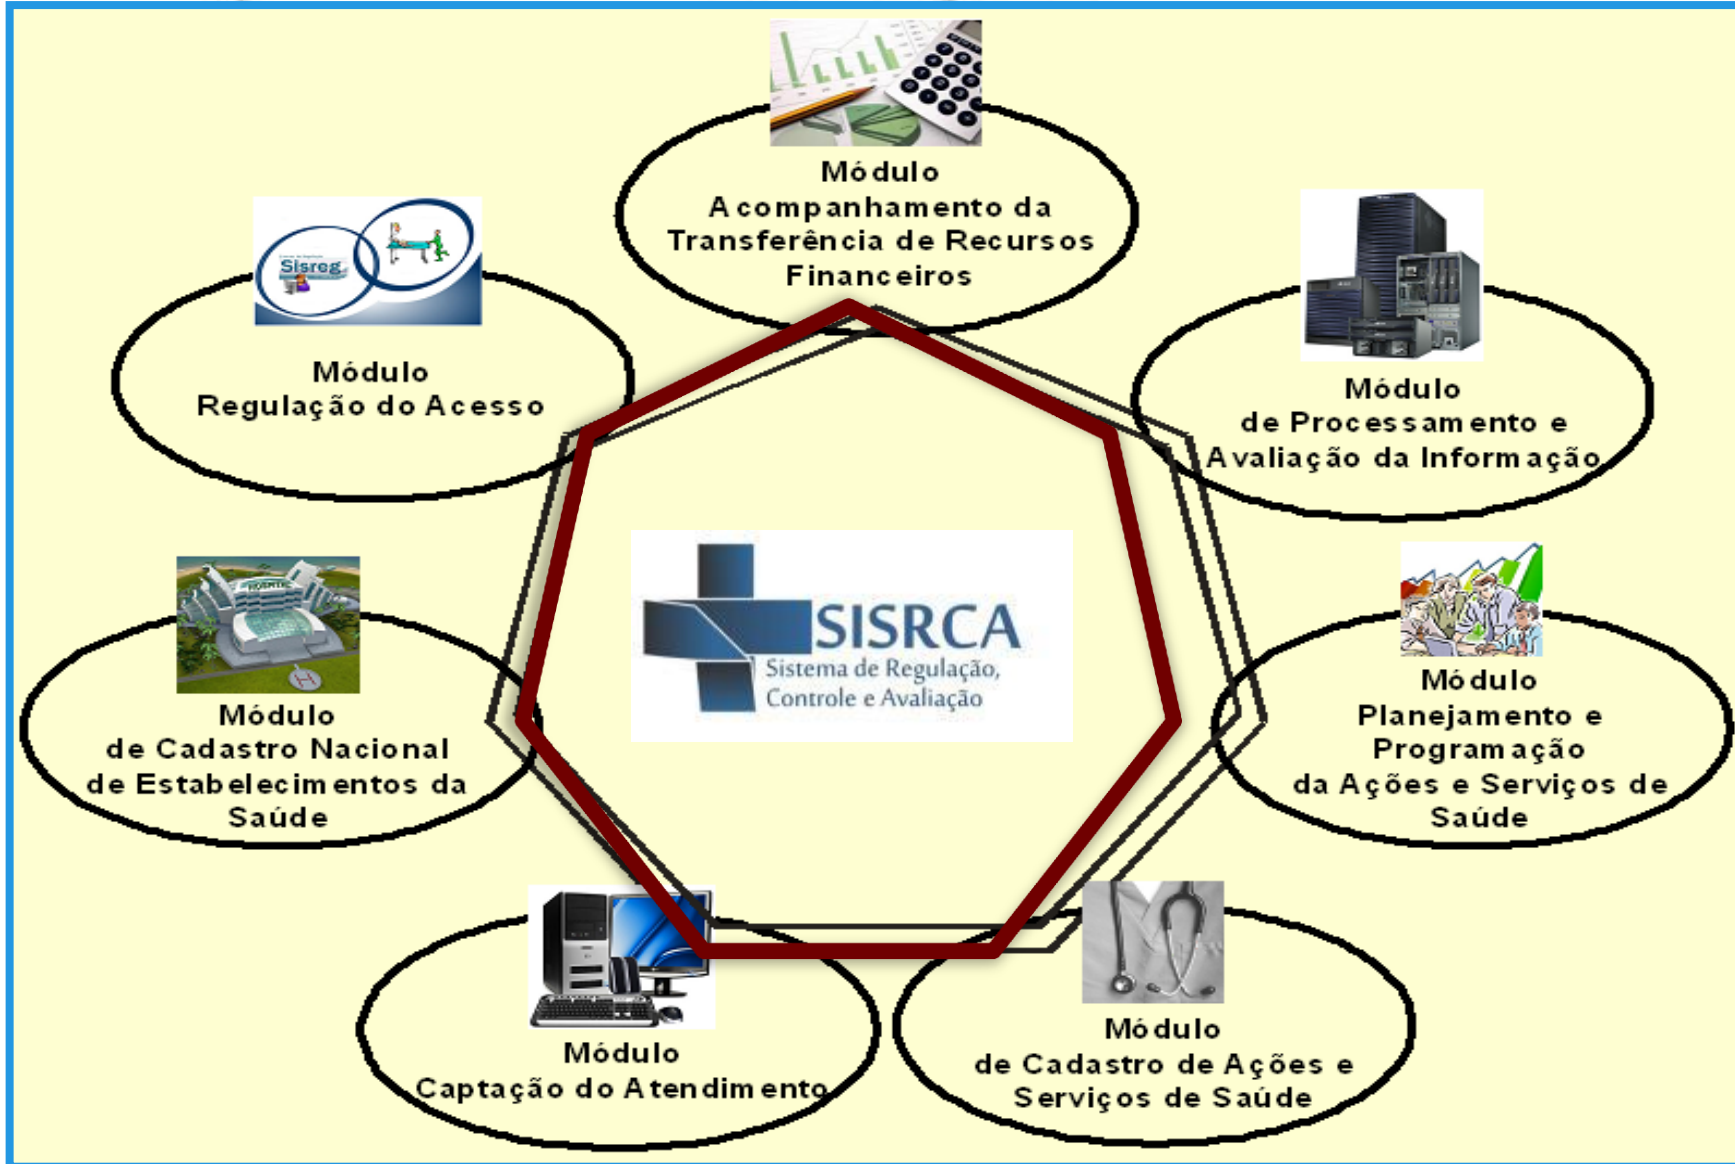 Módulo
Acompanhamento da
Transferência de Recursos
Financeiros
Sisreg
Módulo
Regulação do Acesso
Módulo
de Processamento e
Avaliação da Informação
SISRCA
Sistema de Regulação,
Controle e Avaliação
HOSPITAL
H
Módulo
de Cadastro Nacional
de Estabelecimentos da
Saúde
Módulo
Planejamento e
Programação
da Ações e Serviços de
Saúde
Módulo
Captação do Atendimento
Módulo
de Cadastro de Ações e
Serviços de Saúde